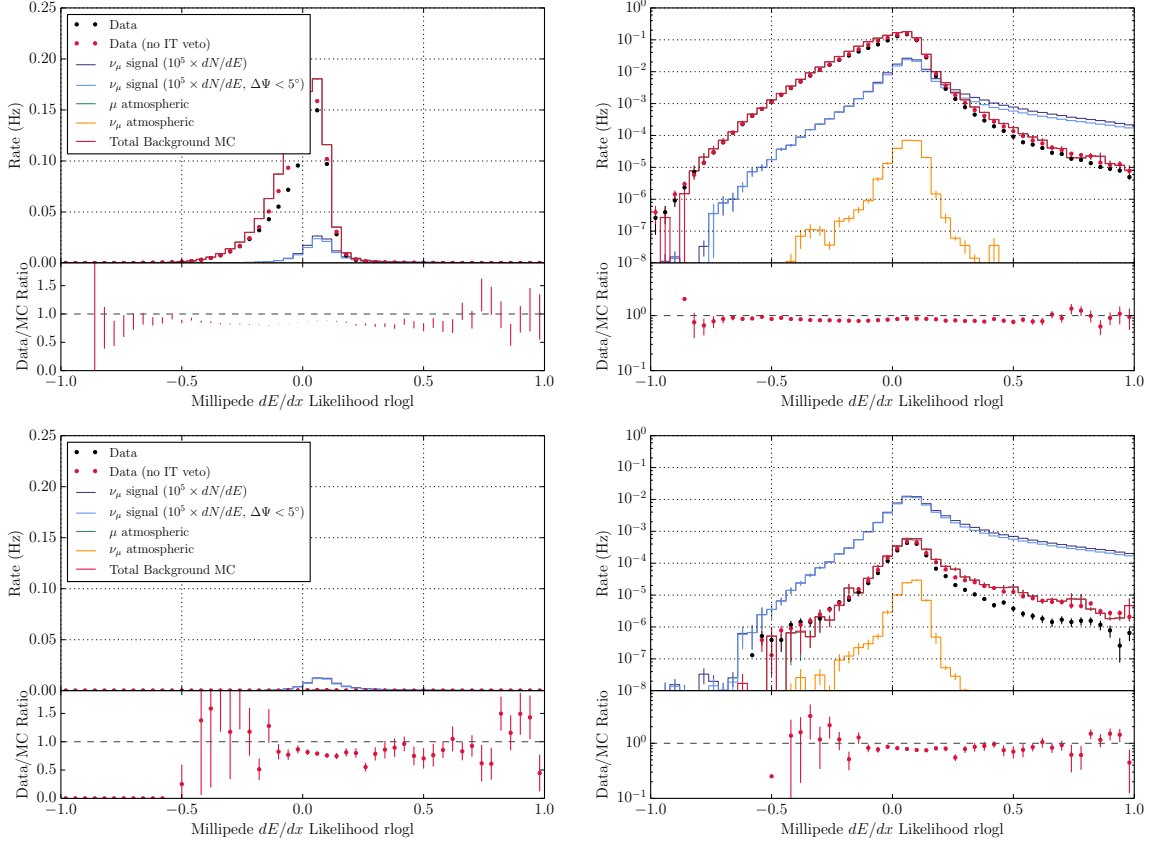 0.25
0.20
0.15
0.10
0.05
0.00
Rate (Hz)
Data
Data (no IT veto)
νμ signal (10⁵ × dN/dE)
νμ signal (10⁵ × dN/dE, ΔΨ < 5°)
μ atmospheric
νμ atmospheric
Total Background MC
1.5
1.0
0.5
0.0
Data/MC Ratio
−1.0 −0.5 0.0 0.5 1.0
Millipede dE/dx Likelihood rlogl
10⁰
10⁻¹
10⁻²
10⁻³
10⁻⁴
10⁻⁵
10⁻⁶
10⁻⁷
10⁻⁸
Rate (Hz)
10⁰
10⁻¹
Data/MC Ratio
−1.0 −0.5 0.0 0.5 1.0
Millipede dE/dx Likelihood rlogl
0.25
0.20
0.15
0.10
0.05
0.00
Rate (Hz)
Data
Data (no IT veto)
νμ signal (10⁵ × dN/dE)
νμ signal (10⁵ × dN/dE, ΔΨ < 5°)
μ atmospheric
νμ atmospheric
Total Background MC
1.5
1.0
0.5
0.0
Data/MC Ratio
−1.0 −0.5 0.0 0.5 1.0
Millipede dE/dx Likelihood rlogl
10⁰
10⁻¹
10⁻²
10⁻³
10⁻⁴
10⁻⁵
10⁻⁶
10⁻⁷
10⁻⁸
Rate (Hz)
10⁰
10⁻¹
Data/MC Ratio
−1.0 −0.5 0.0 0.5 1.0
Millipede dE/dx Likelihood rlogl